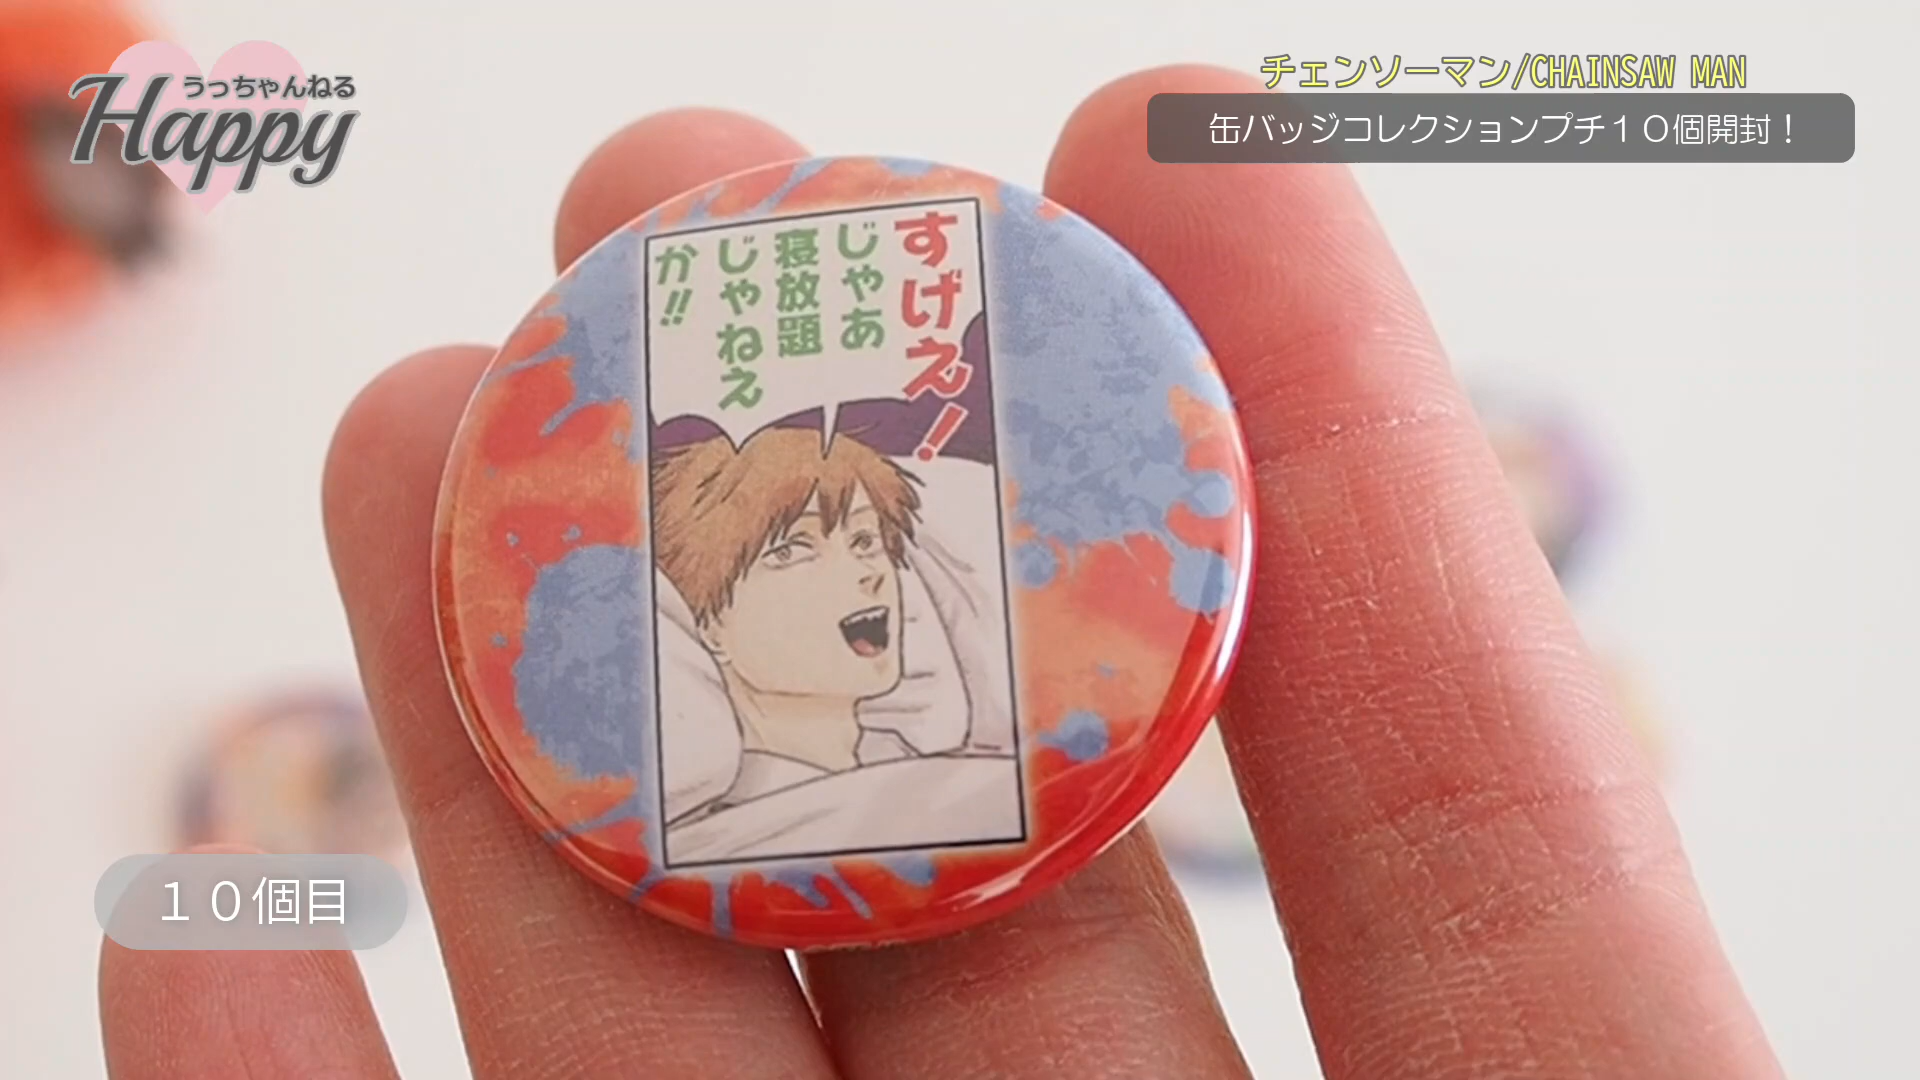 うっちゃんねる
Happy
チェンソーマン/CHAINSAW MAN
缶バッジコレクションプチ１０個開封！
すげえ！
じゃあ
寝放題
じゃねえ
か!!
１０個目